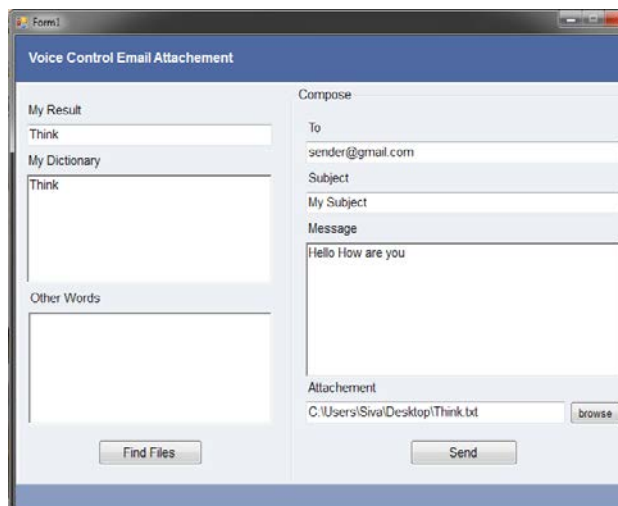 Form1
Voice Control Email Attachement
My Result
Think
My Dictionary
Think
Other Words
Find Files
Compose
To
sender@gmail.com
Subject
My Subject
Message
Hello How are you
Attachement
C:\Users\Siva\Desktop\Think.txt
browse
Send